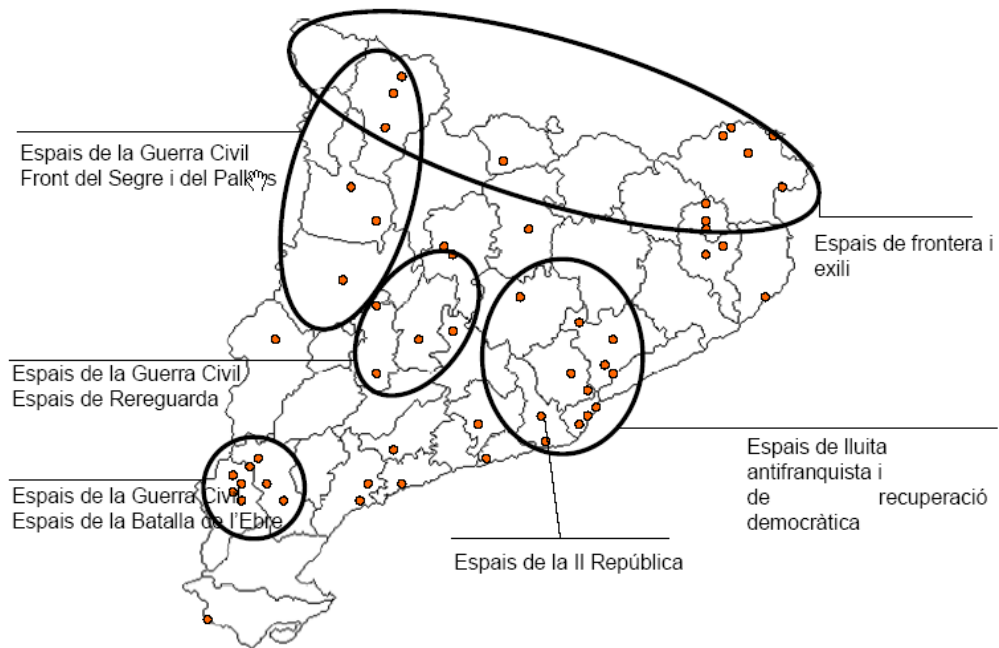 Espais de la Guerra Civil
Front del Segre i del Pallars
Espais de frontera i
exili
Espais de la Guerra Civil
Espais de Rereguarda
Espais de la Guerra Civil
Espais de la Batalla de l'Ebre
Espais de lluita
antifranquista i
de recuperació
democràtica
Espais de la II República